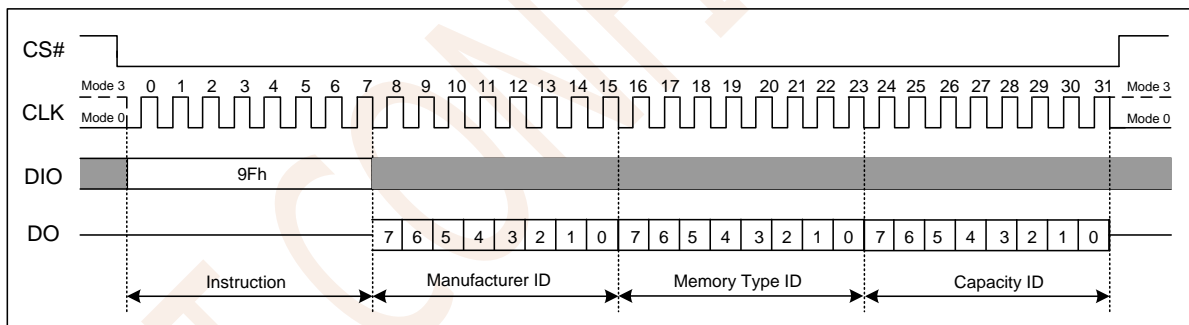 CS#
Mode 3 0 1 2 3 4 5 6 7 8 9 10 11 12 13 14 15 16 17 18 19 20 21 22 23 24 25 26 27 28 29 30 31 Mode 3
CLK
Mode 0 Mode 0
DIO 9Fh
DO 7 6 5 4 3 2 1 0 7 6 5 4 3 2 1 0 7 6 5 4 3 2 1 0
Instruction Manufacturer ID Memory Type ID Capacity ID